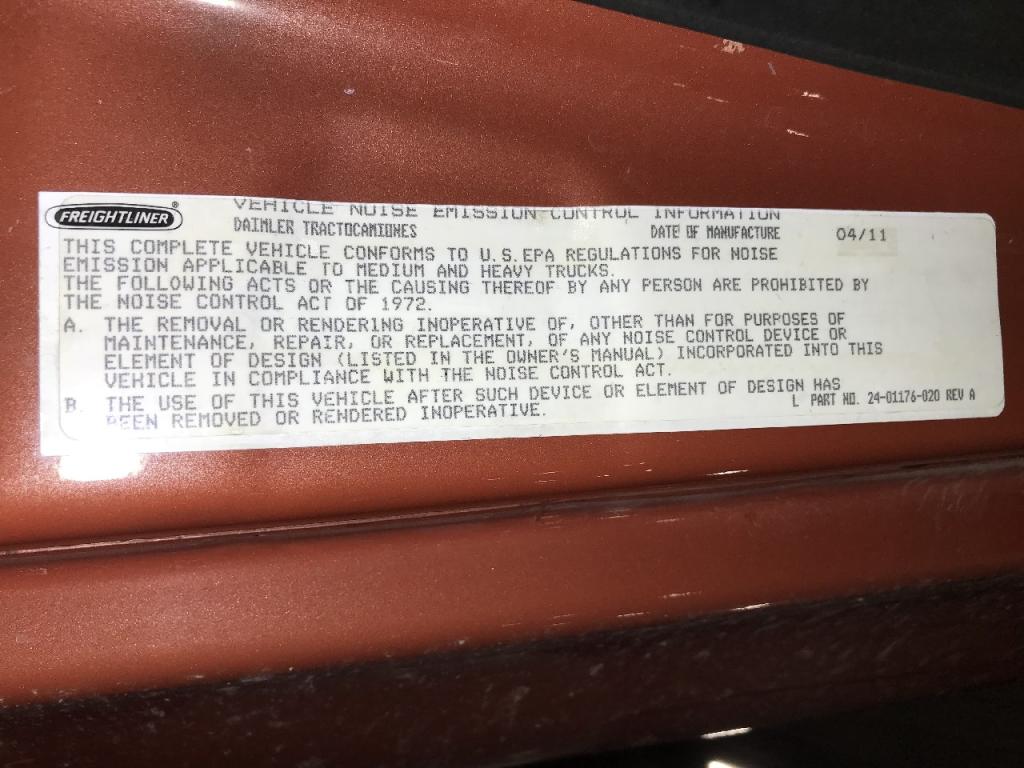 FREIGHTLINER®
VEHICLE NOISE EMISSION CONTROL INFORMATION
DAIMLER TRACTOCAMIONES DATE OF MANUFACTURE 04/11
THIS COMPLETE VEHICLE CONFORMS TO U.S.EPA REGULATIONS FOR NOISE
EMISSION APPLICABLE TO MEDIUM AND HEAVY TRUCKS.
THE FOLLOWING ACTS OR THE CAUSING THEREOF BY ANY PERSON ARE PROHIBITED BY
THE NOISE CONTROL ACT OF 1972.
A. THE REMOVAL OR RENDERING INOPERATIVE OF, OTHER THAN FOR PURPOSES OF
MAINTENANCE, REPAIR, OR REPLACEMENT, OF ANY NOISE CONTROL DEVICE OR
ELEMENT OF DESIGN (LISTED IN THE OWNER'S MANUAL) INCORPORATED INTO THIS
VEHICLE IN COMPLIANCE WITH THE NOISE CONTROL ACT.
B. THE USE OF THIS VEHICLE AFTER SUCH DEVICE OR ELEMENT OF DESIGN HAS
BEEN REMOVED OR RENDERED INOPERATIVE.
L PART NO. 24-01176-020 REV A